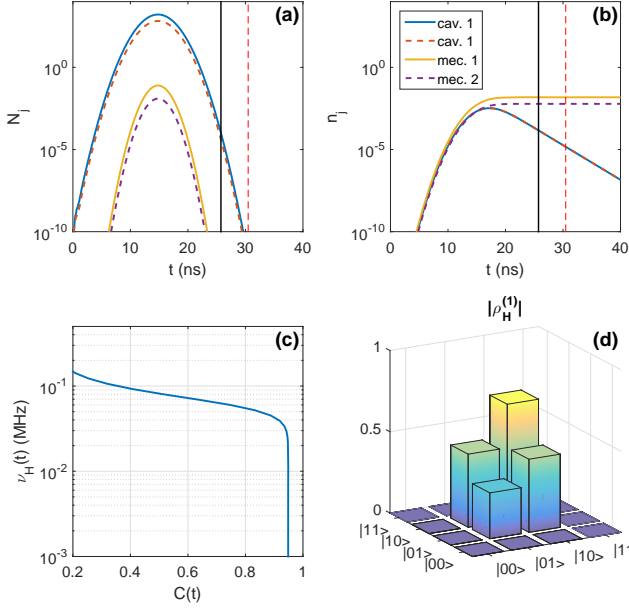 (a)
10^0
10^-5
10^-10
N_j
0 10 20 30 40
t (ns)
(b)
cav. 1
cav. 1
mec. 1
mec. 2
10^0
10^-5
10^-10
n_j
0 10 20 30 40
t (ns)
(c)
10^-1
10^-2
10^-3
ν_H(t) (MHz)
0.2 0.4 0.6 0.8 1
C(t)
|ρ_H^(1)|
(d)
1
0.5
0
|11⟩
|10⟩
|01⟩
|00⟩
|00⟩
|01⟩
|10⟩
|1